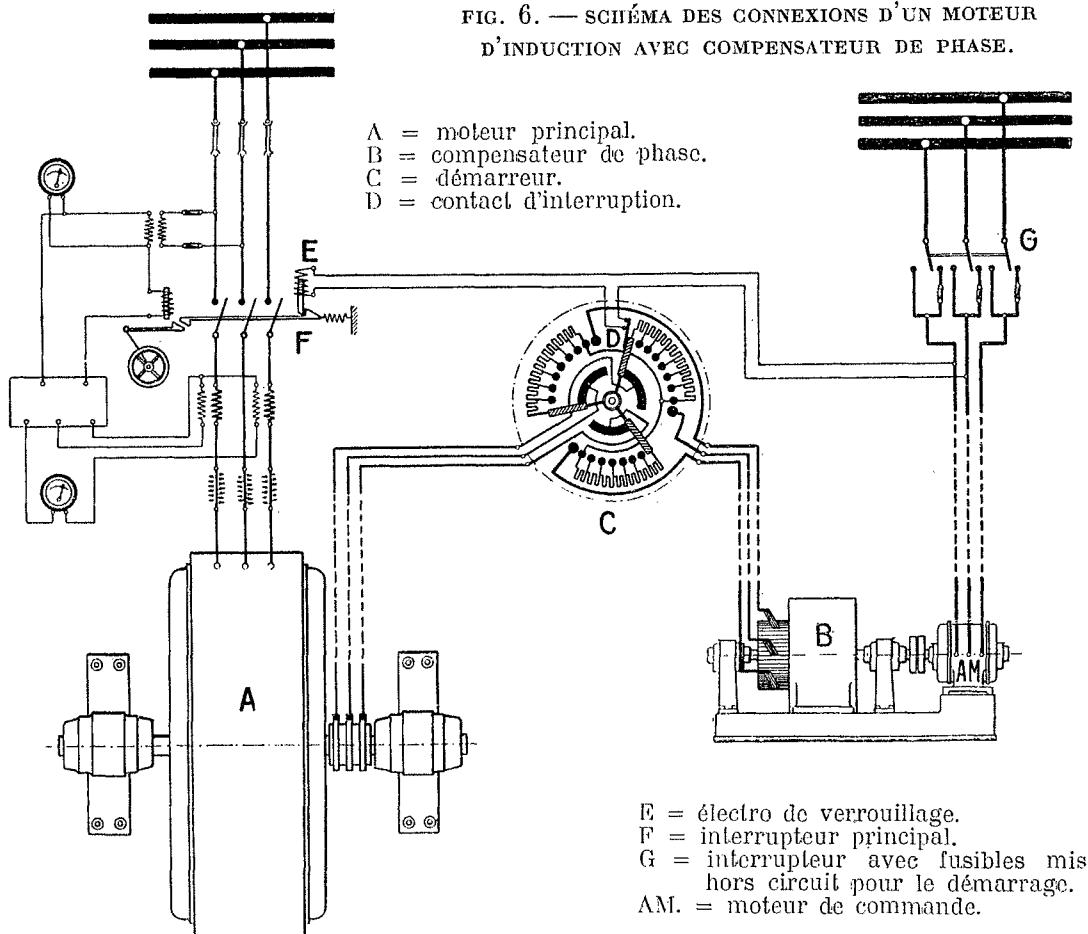 FIG. 6. — SCHÉMA DES CONNEXIONS D'UN MOTEUR
D'INDUCTION AVEC COMPENSATEUR DE PHASE.
A = moteur principal.
B = compensateur de phase.
C = démarreur.
D = contact d'interruption.
E
G
F
D
C
B
AM
A
E = électro de verrouillage.
F = interrupteur principal.
G = interrupteur avec fusibles mis
hors circuit pour le démarrage.
AM. = moteur de commande.